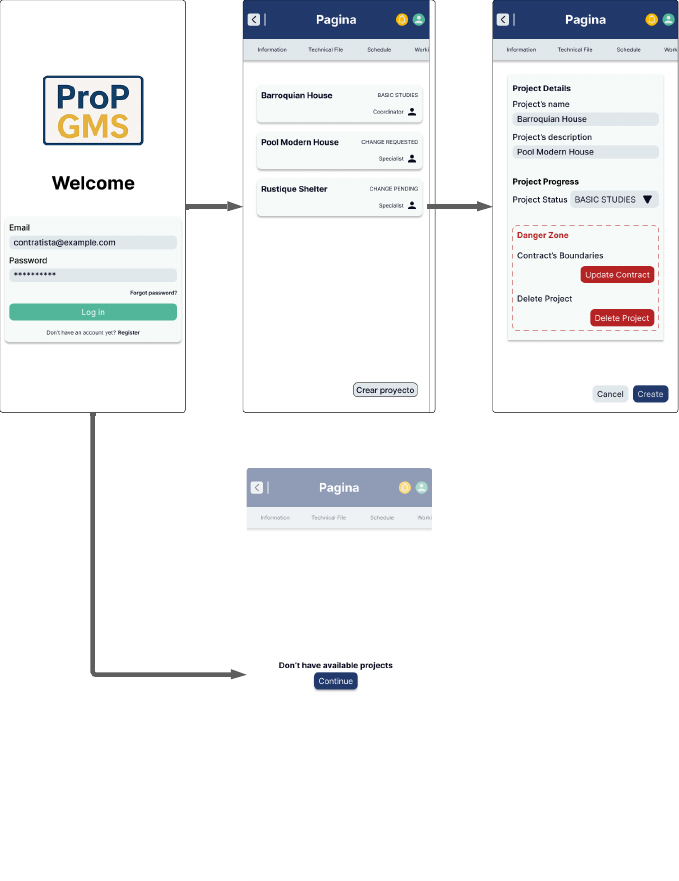 ProP
GMS
Welcome
Email
contratista@example.com
Password
**********
Forgot password?
Log in
Don't have an account yet? Register
Pagina
Information Technical File Schedule Worki
Barroquian House BASIC STUDIES
Coordinator
Pool Modern House CHANGE REQUESTED
Specialist
Rustique Shelter CHANGE PENDING
Specialist
Crear proyecto
Pagina
Information Technical File Schedule Work
Project Details
Project's name
Barroquian House
Project's description
Pool Modern House
Project Progress
Project Status BASIC STUDIES
Danger Zone
Contract's Boundaries
Update Contract
Delete Project
Delete Project
Cancel Create
Pagina
Information Technical File Schedule Worki
Don't have available projects
Continue